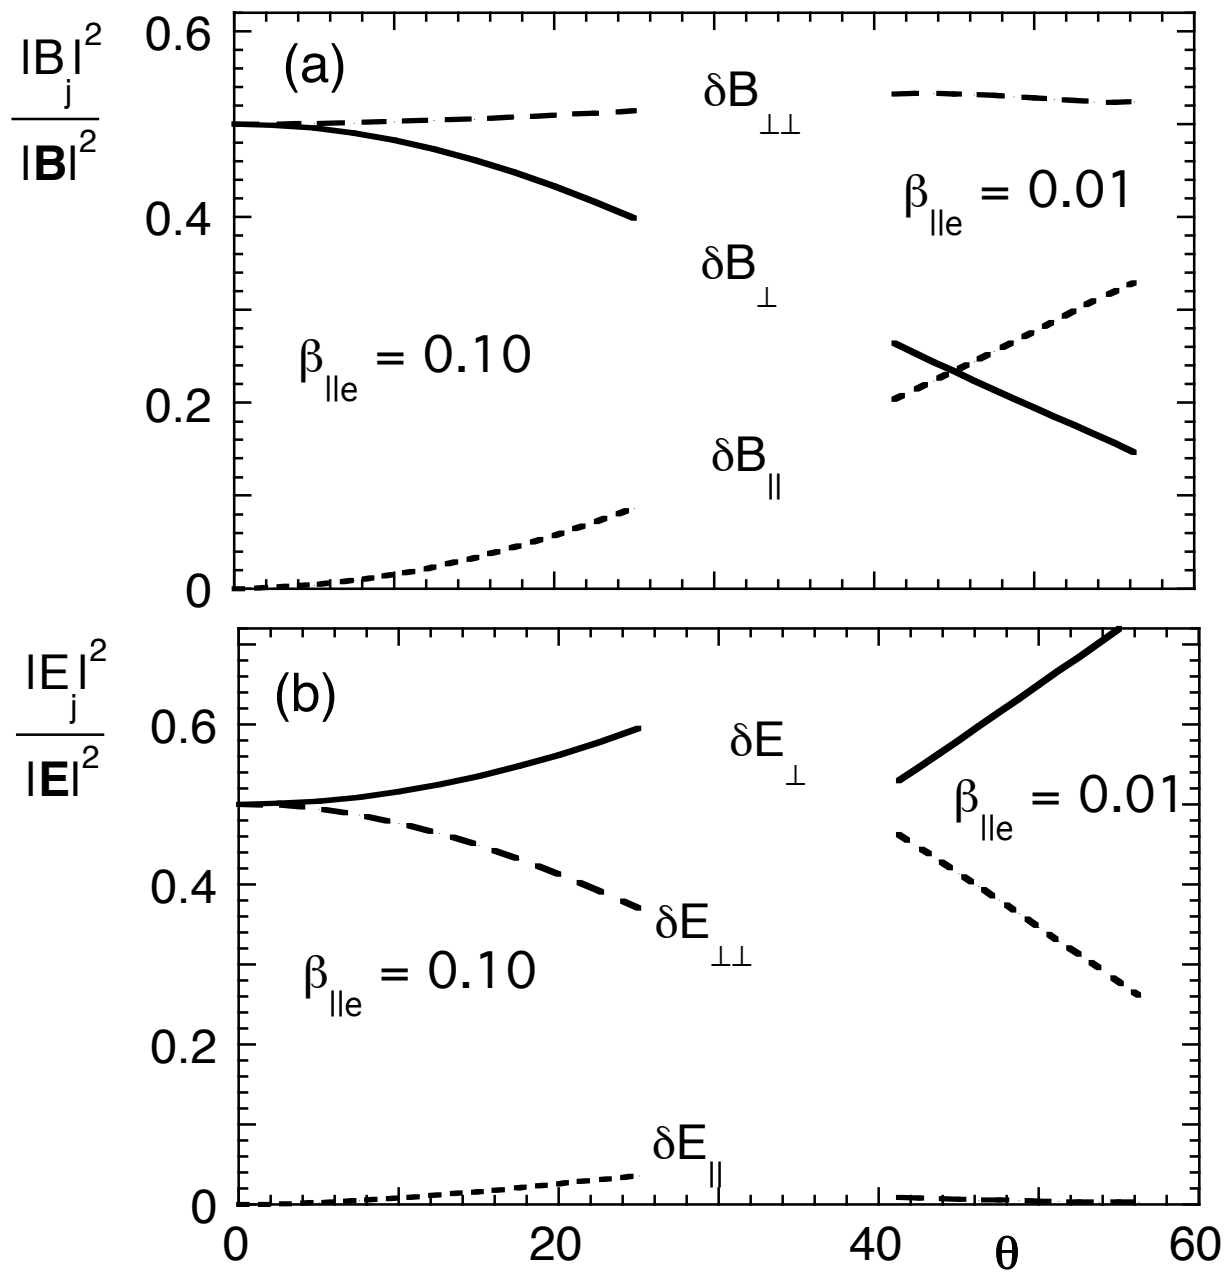 |B_j|^2
|𝐁|^2
(a)
0.6
0.4
0.2
0
δB_⊥⊥
β_||e = 0.01
δB_⊥
β_||e = 0.10
δB_||
|E_j|^2
|𝐄|^2
(b)
0.6
0.4
0.2
0
δE_⊥
β_||e = 0.01
δE_⊥⊥
β_||e = 0.10
δE_||
0 20 40 θ 60